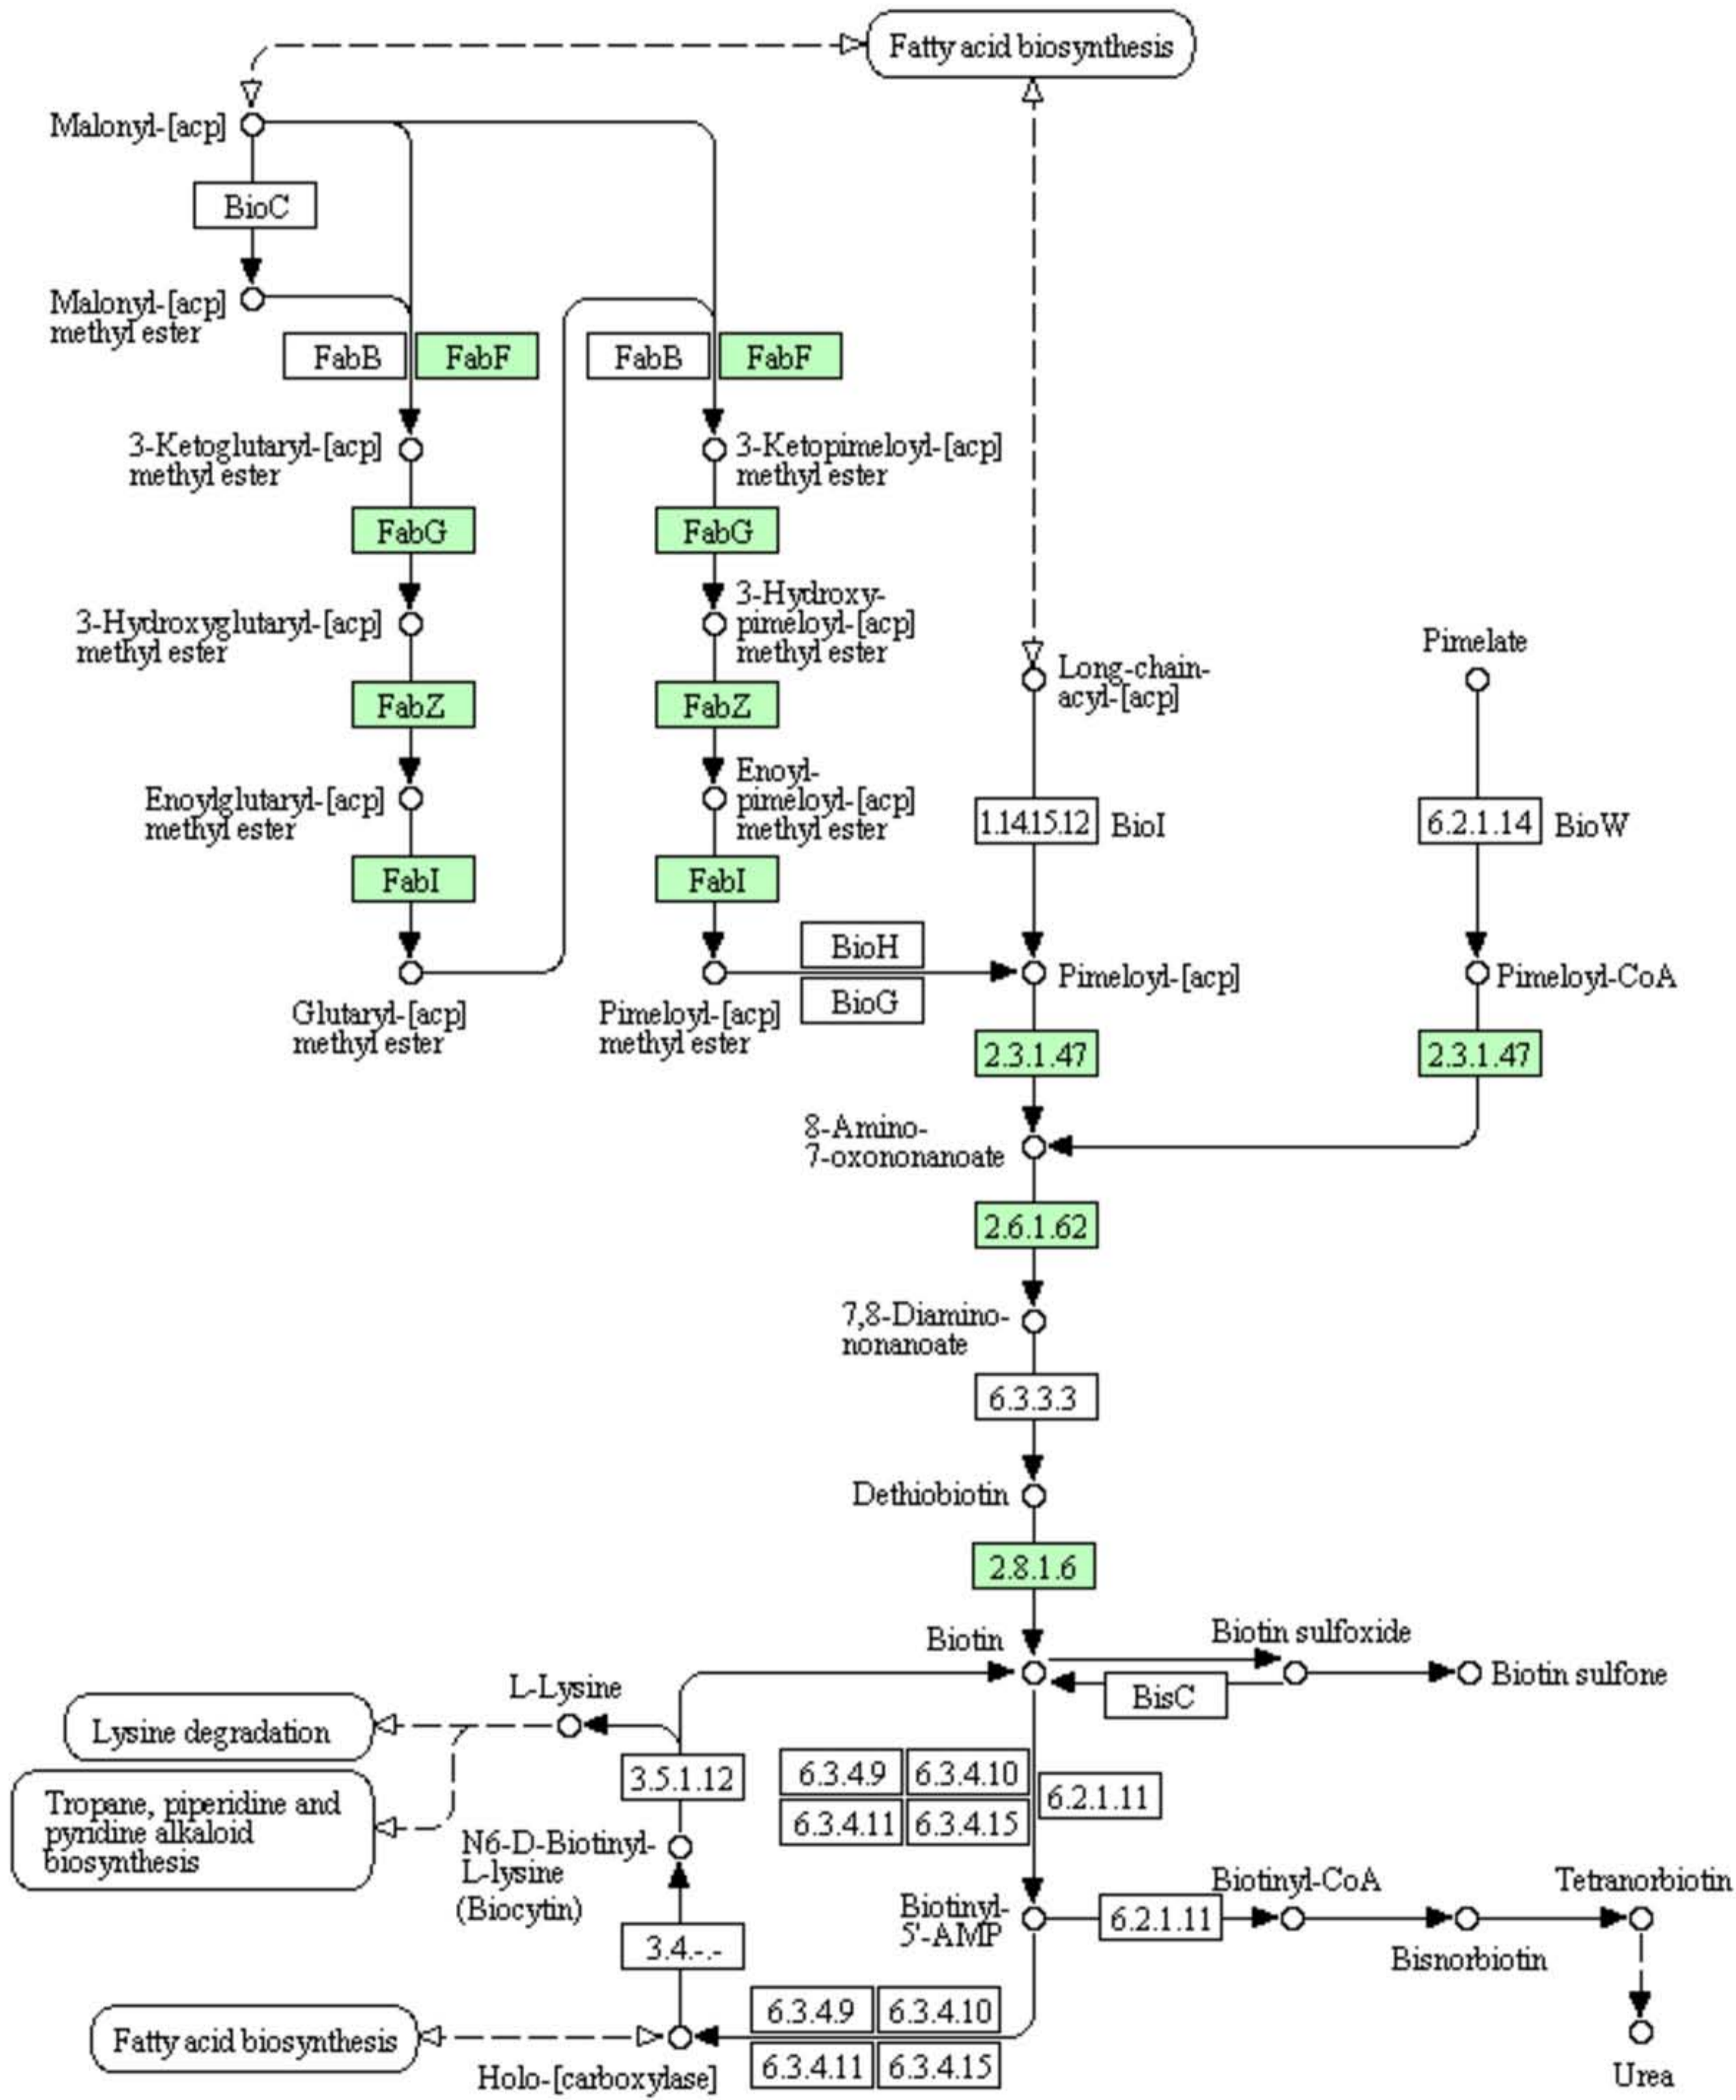 Fatty acid biosynthesis
Malonyl-[acp]
BioC
Malonyl-[acp]
methyl ester
FabB
FabF
FabB
FabF
3-Ketoglutaryl-[acp]
methyl ester
3-Ketopimeloyl-[acp]
methyl ester
FabG
FabG
3-Hydroxyglutaryl-[acp]
methyl ester
3-Hydroxy-
pimeloyl-[acp]
methyl ester
Long-chain-
acyl-[acp]
Pimelate
FabZ
FabZ
Enoylglutaryl-[acp]
methyl ester
Enoyl-
pimeloyl-[acp]
methyl ester
1.14.15.12
BioI
6.2.1.14
BioW
FabI
FabI
BioH
BioG
Glutaryl-[acp]
methyl ester
Pimeloyl-[acp]
methyl ester
Pimeloyl-[acp]
Pimeloyl-CoA
2.3.1.47
2.3.1.47
8-Amino-
7-oxononanoate
2.6.1.62
7,8-Diamino-
nonanoate
6.3.3.3
Dethiobiotin
2.8.1.6
Biotin
Biotin sulfoxide
Biotin sulfone
BisC
L-Lysine
Lysine degradation
Tropane, piperidine and
pyridine alkaloid
biosynthesis
3.5.1.12
6.3.4.9
6.3.4.10
6.3.4.11
6.3.4.15
6.2.1.11
N6-D-Biotinyl-
L-lysine
(Biocytin)
Biotinyl-
5'-AMP
6.2.1.11
Biotinyl-CoA
Tetranorbiotin
Bisnorbiotin
3.4.-.-
6.3.4.9
6.3.4.10
6.3.4.11
6.3.4.15
Fatty acid biosynthesis
Holo-[carboxylase]
Urea